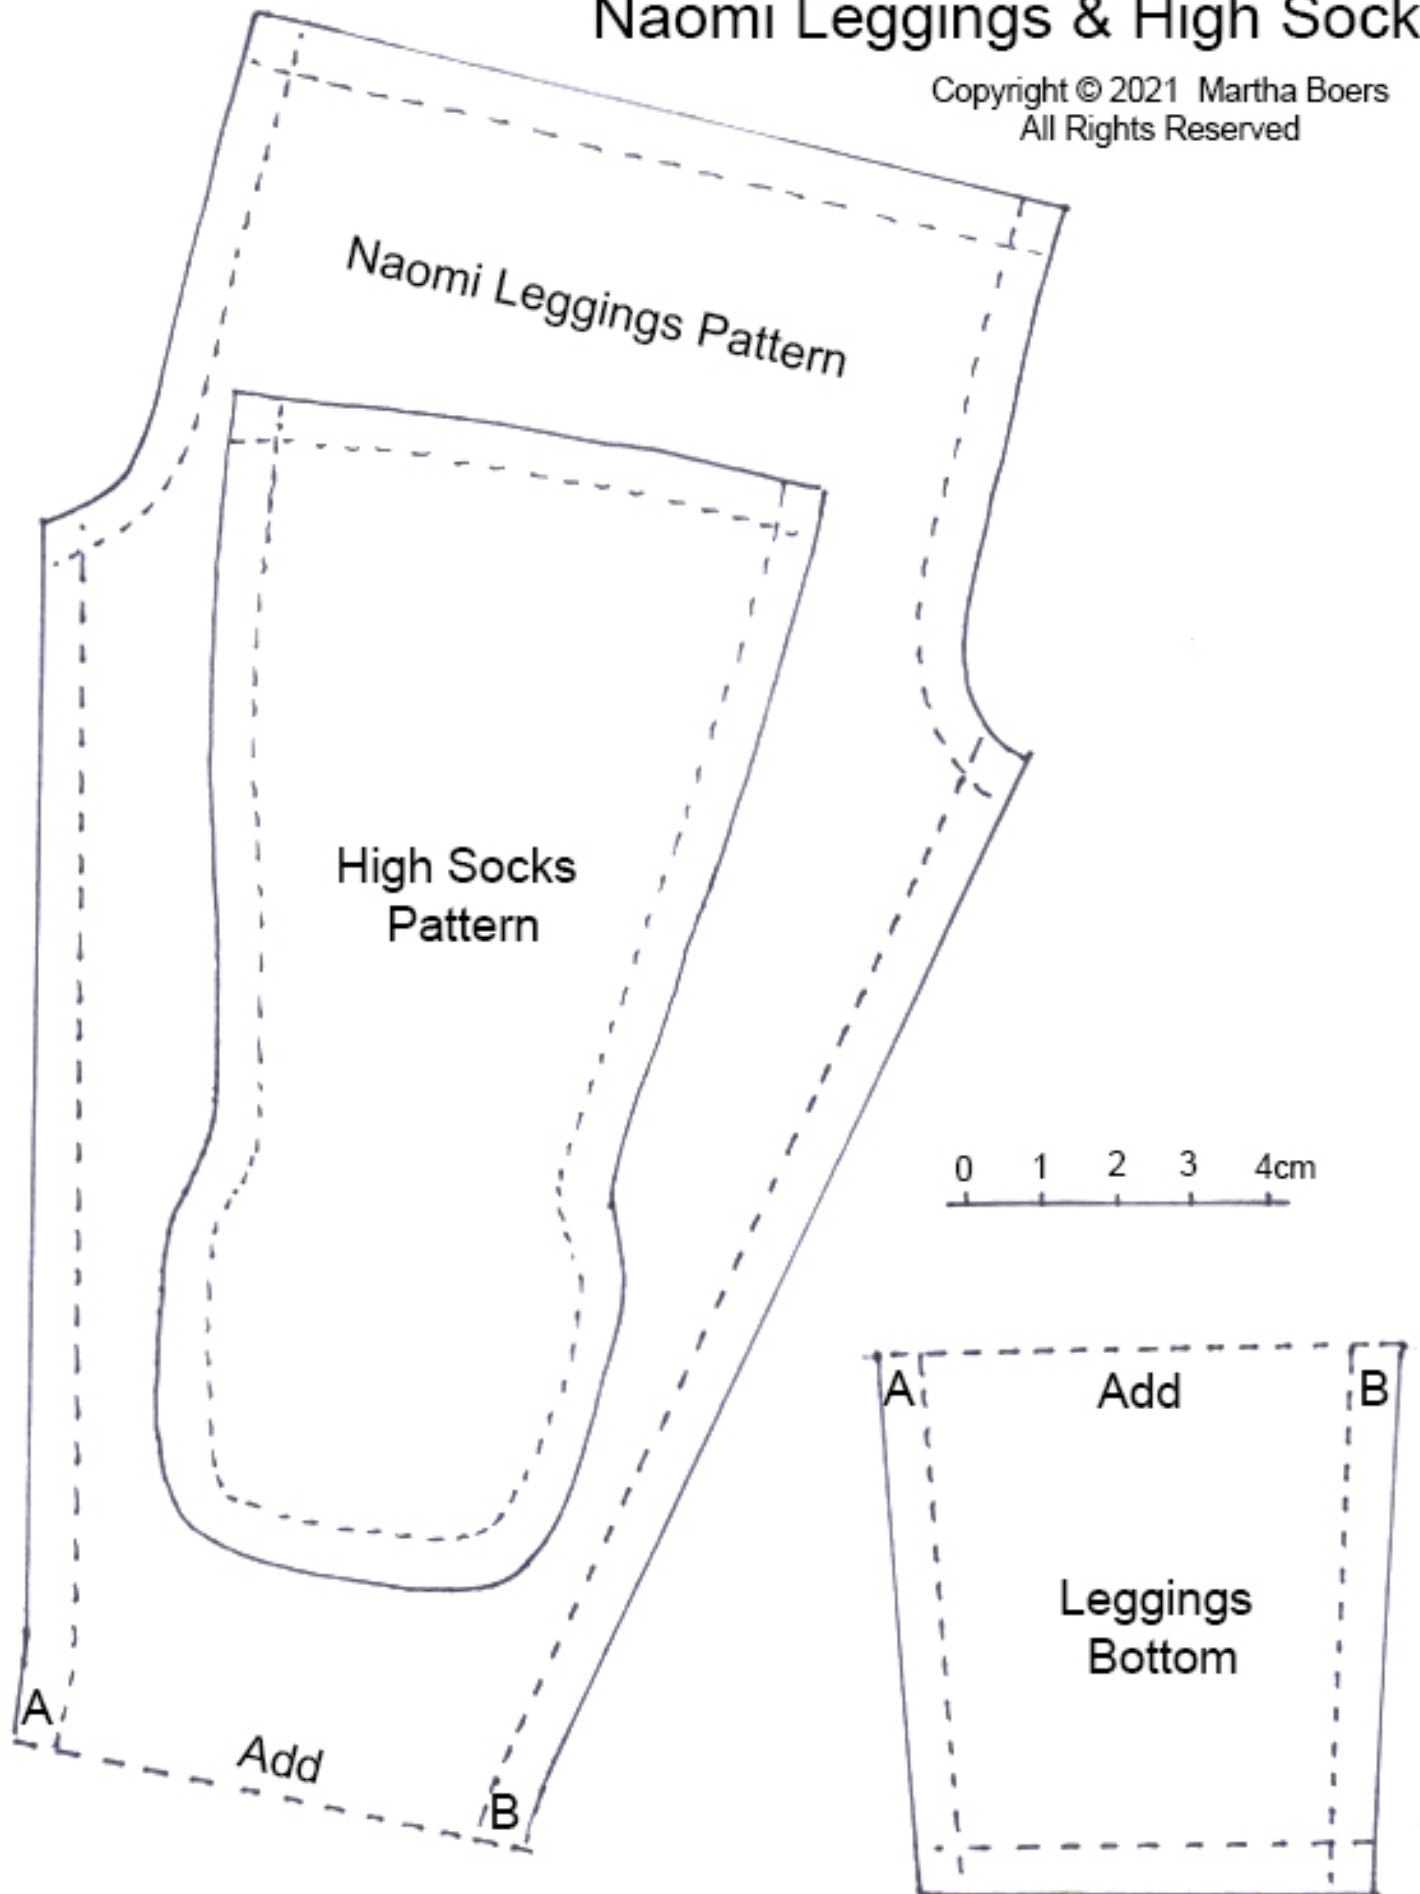 Naomi Leggings & High Sock
Copyright © 2021 Martha Boers
All Rights Reserved
Naomi Leggings Pattern
High Socks
Pattern
0 1 2 3 4cm
A Add B
Leggings
Bottom
A
Add
B